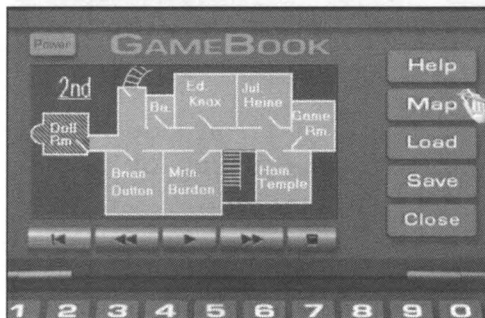 Power
GAMEBOOK
2nd
Ba.
Ed.
Knox
Jul.
Heine
Game
Rm.
Doll
Rm.
Brian
Dutton
Mrtn.
Burden
Ham.
Temple
Help
Map
Load
Save
Close
1 2 3 4 5 6 7 8 9 0